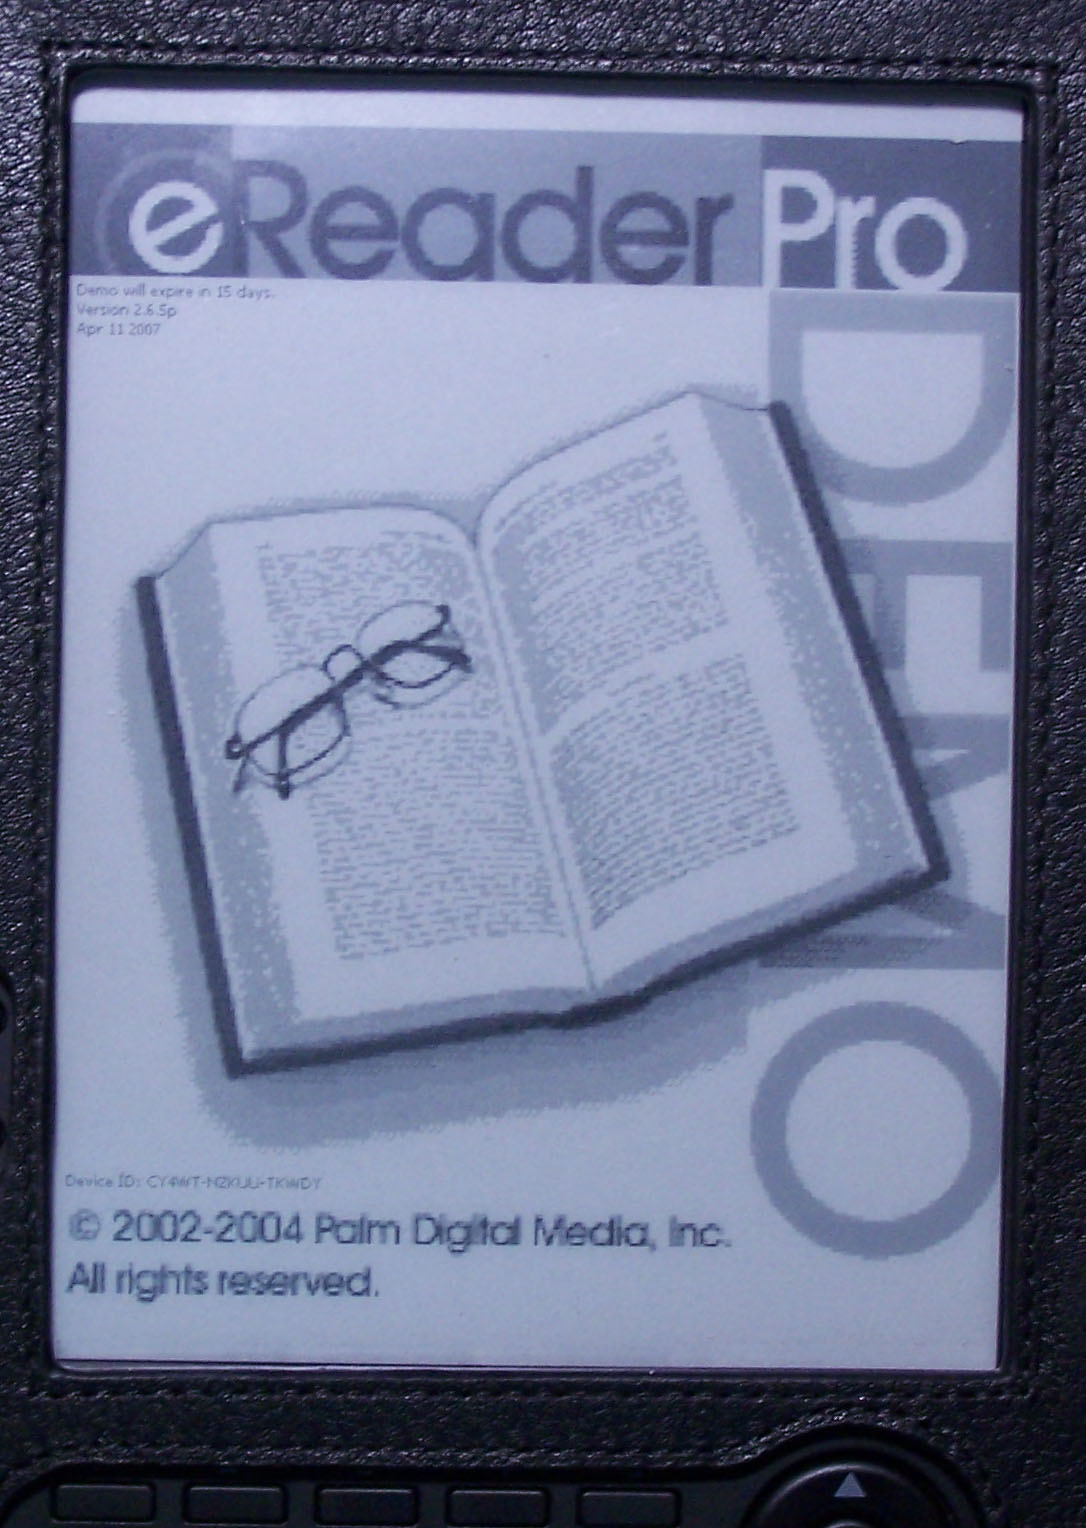 eReader Pro
Demo will expire in 15 days.
Version 2.6.5p
Apr 11 2007
DEMO
Device ID: CY4WT-N2KUU-TKWDY
© 2002-2004 Palm Digital Media, Inc.
All rights reserved.